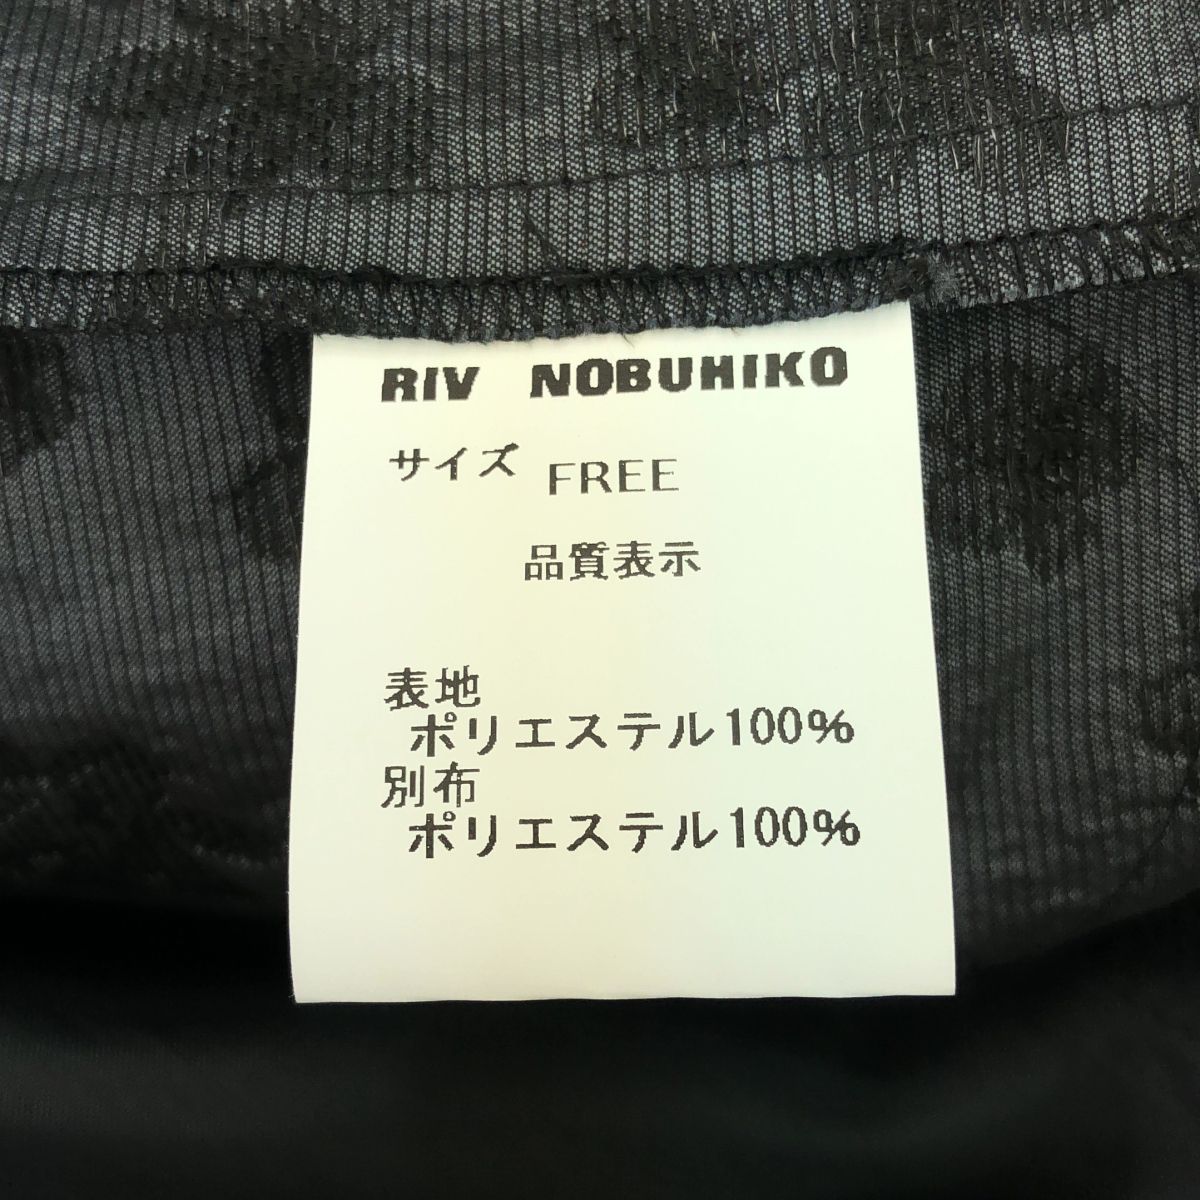 RIV NOBUHIKO
サイズ FREE
品質表示
表地
ポリエステル100%
別布
ポリエステル100%